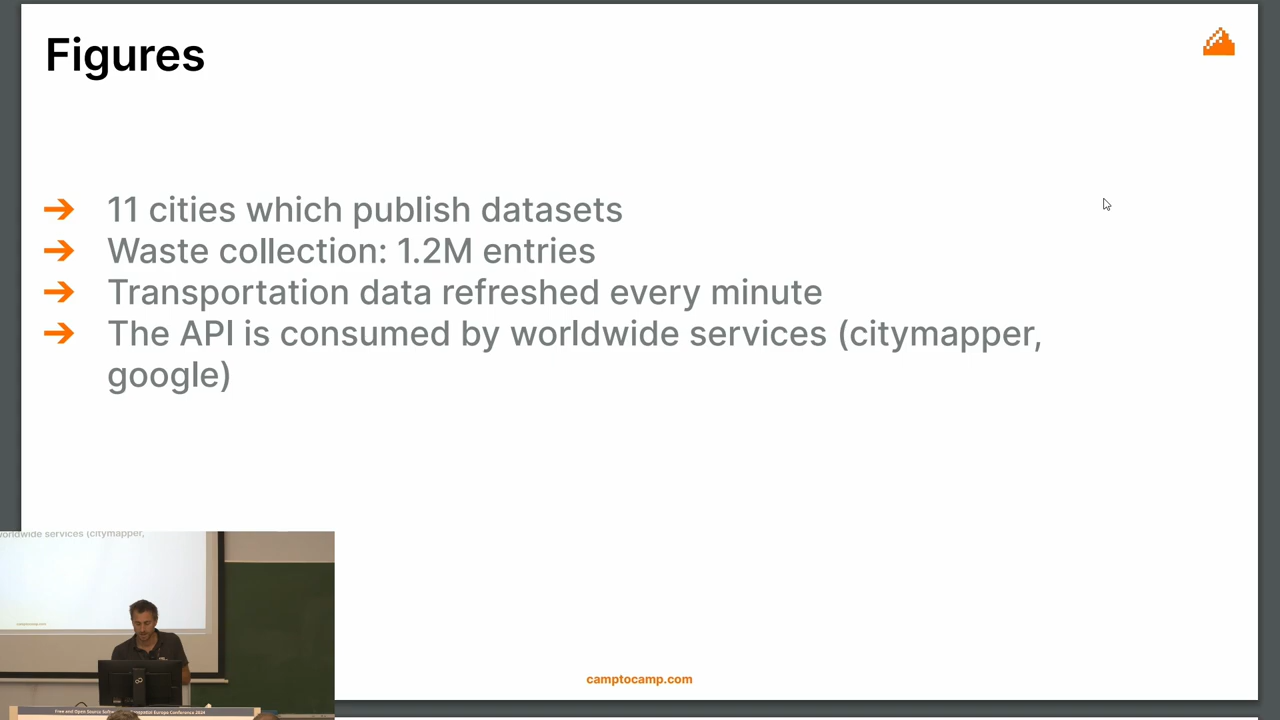 Figures
➔ 11 cities which publish datasets
➔ Waste collection: 1.2M entries
➔ Transportation data refreshed every minute
➔ The API is consumed by worldwide services (citymapper,
google)
worldwide services (citymapper,
camptocamp.com